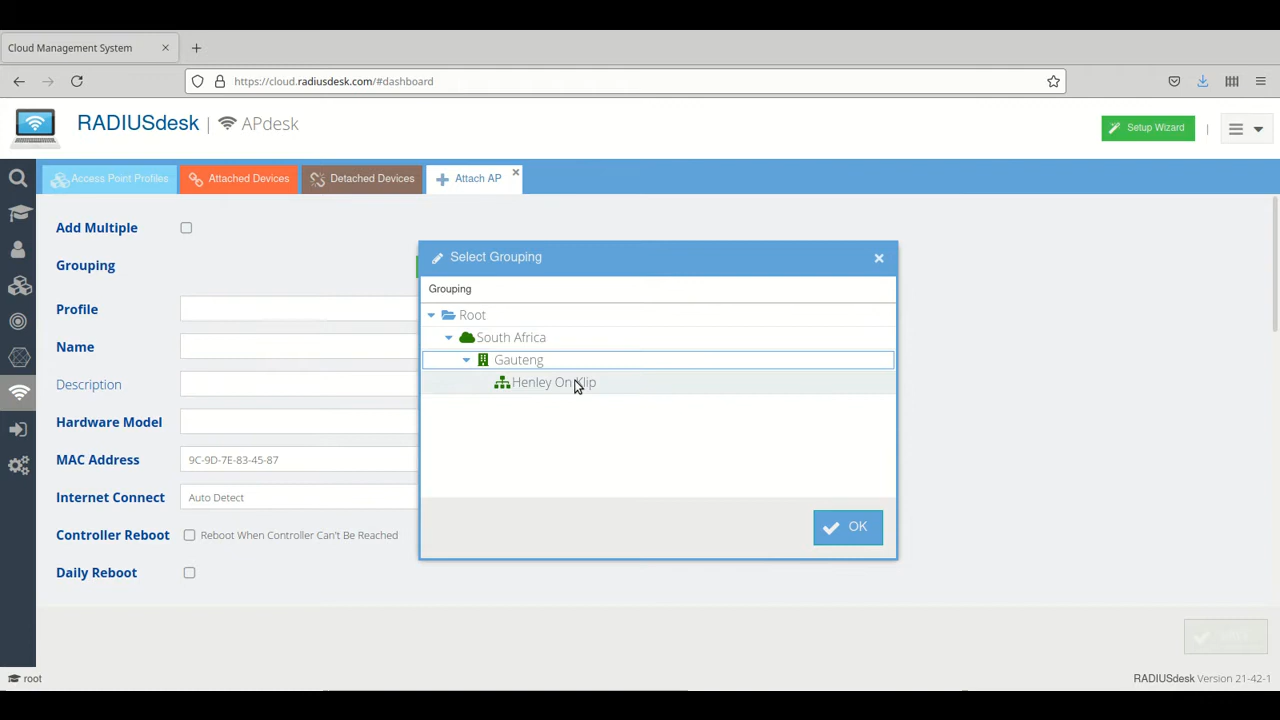 Cloud Management System
https://cloud.radiusdesk.com/#dashboard
RADIUSdesk | APdesk
Setup Wizard
Access Point Profiles
Attached Devices
Detached Devices
Attach AP
Add Multiple
Grouping
Profile
Name
Description
Hardware Model
MAC Address 9C-9D-7E-83-45-87
Internet Connect Auto Detect
Controller Reboot Reboot When Controller Can't Be Reached
Daily Reboot
Select Grouping
Grouping
Root
South Africa
Gauteng
Henley On Klip
OK
root
RADIUSdesk Version 21-42-1